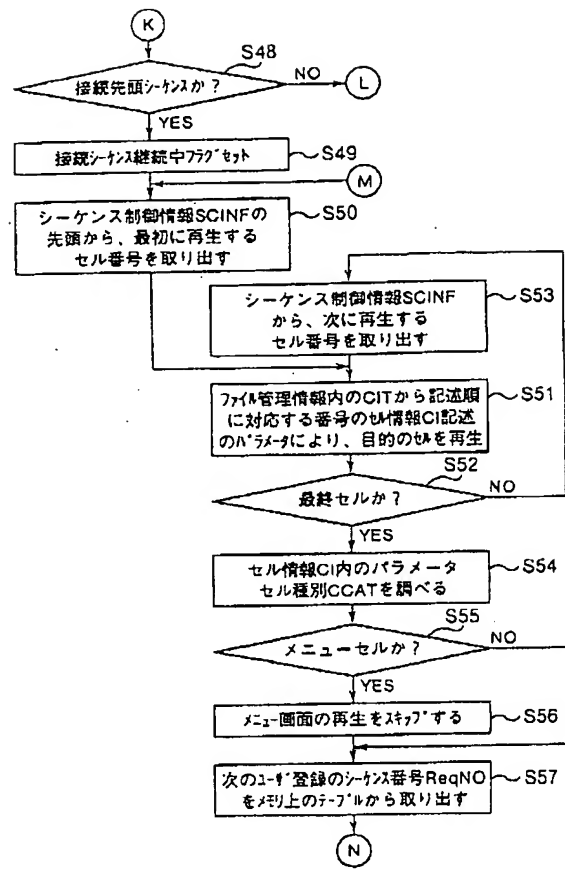 K
S48
接続先頭シーケンスか？
NO
L
YES
接続シーケンス継続中フラグセット
S49
M
シーケンス制御情報SCINFの
先頭から、最初に再生する
セル番号を取り出す
S50
シーケンス制御情報SCINF
から、次に再生する
セル番号を取り出す
S53
ファイル管理情報内のCITから記述順
に対応する番号のセル情報CI記述
のパラメータにより、目的のセルを再生
S51
S52
最終セルか？
NO
YES
セル情報CI内のパラメータ
セル種別CCATを調べる
S54
S55
メニューセルか？
NO
YES
メニュー画面の再生をスキップする
S56
次のユーザ登録のシーケンス番号ReqNO
をメモリ上のテーブルから取り出す
S57
N